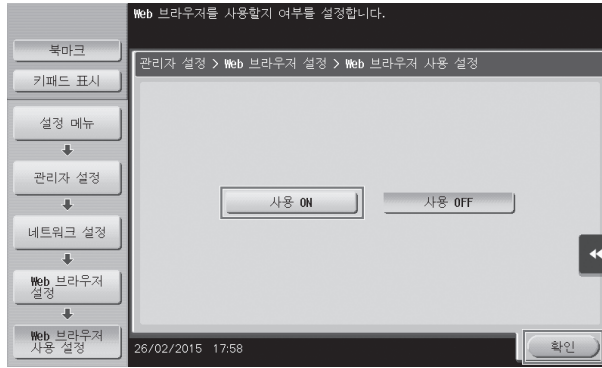 Web 브라우저를 사용할지 여부를 설정합니다.
북마크
키패드 표시
설정 메뉴
관리자 설정
네트워크 설정
Web 브라우저
설정
Web 브라우저
사용 설정
관리자 설정 > Web 브라우저 설정 > Web 브라우저 사용 설정
사용 ON
사용 OFF
26/02/2015 17:58
확인